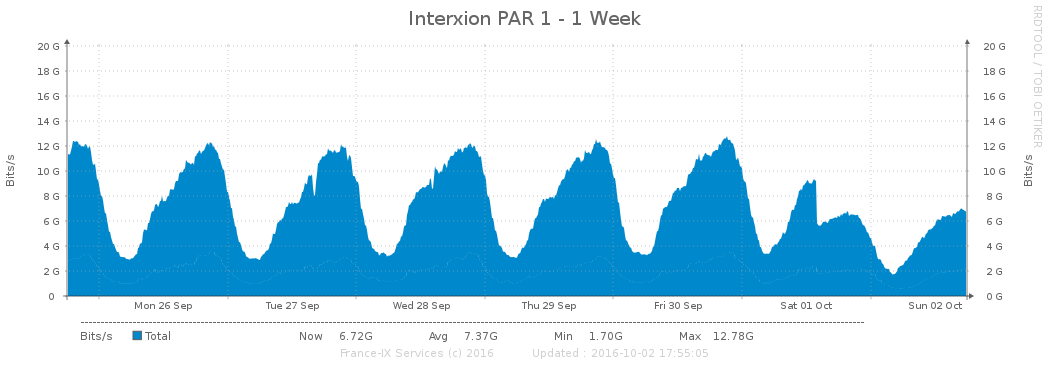 Interxion PAR 1 - 1 Week
RRDTOOL / TOBI OETIKER
Bits/s
20 G 20 G
18 G 18 G
16 G 16 G
14 G 14 G
12 G 12 G
10 G 10 G
8 G 8 G
6 G 6 G
4 G 4 G
2 G 2 G
0 0 G
Bits/s
Mon 26 Sep Tue 27 Sep Wed 28 Sep Thu 29 Sep Fri 30 Sep Sat 01 Oct Sun 02 Oct
Bits/s Total Now 6.72G Avg 7.37G Min 1.70G Max 12.78G
France-IX Services (c) 2016 Updated : 2016-10-02 17:55:05